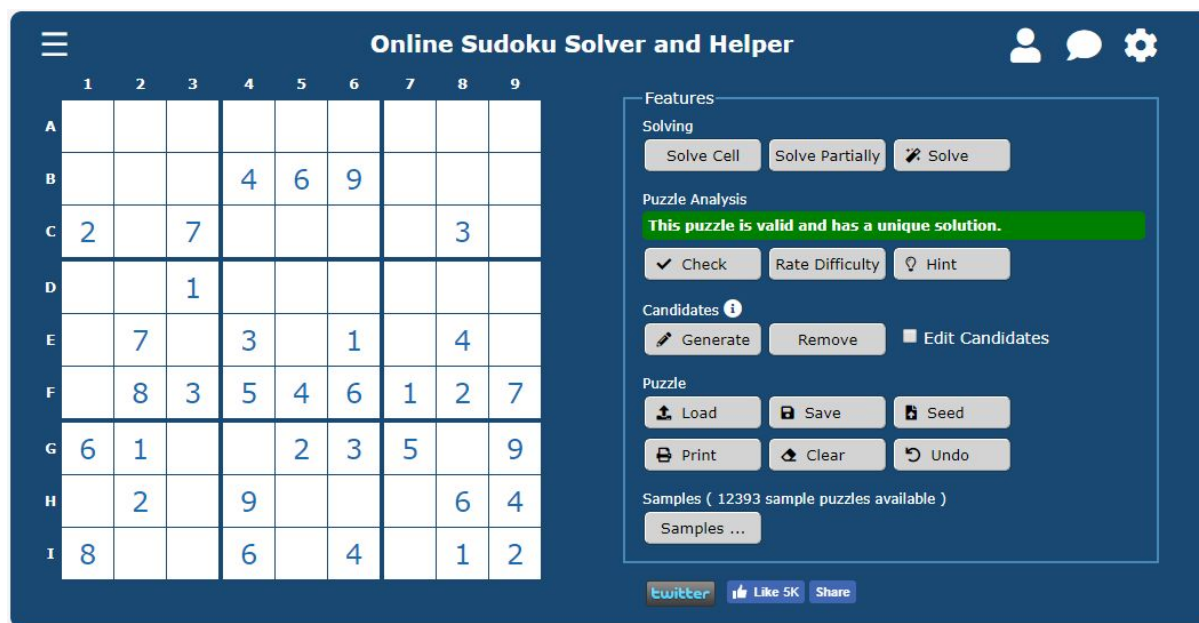 Online Sudoku Solver and Helper
1 2 3 4 5 6 7 8 9
A
B 4 6 9
C 2 7 3
D 1
E 7 3 1 4
F 8 3 5 4 6 1 2 7
G 6 1 2 3 5 9
H 2 9 6 4
I 8 6 4 1 2
Features
Solving
Solve Cell Solve Partially Solve
Puzzle Analysis
This puzzle is valid and has a unique solution.
Check Rate Difficulty Hint
Candidates i
Generate Remove Edit Candidates
Puzzle
Load Save Seed
Print Clear Undo
Samples ( 12393 sample puzzles available )
Samples ...
twitter Like 5K Share